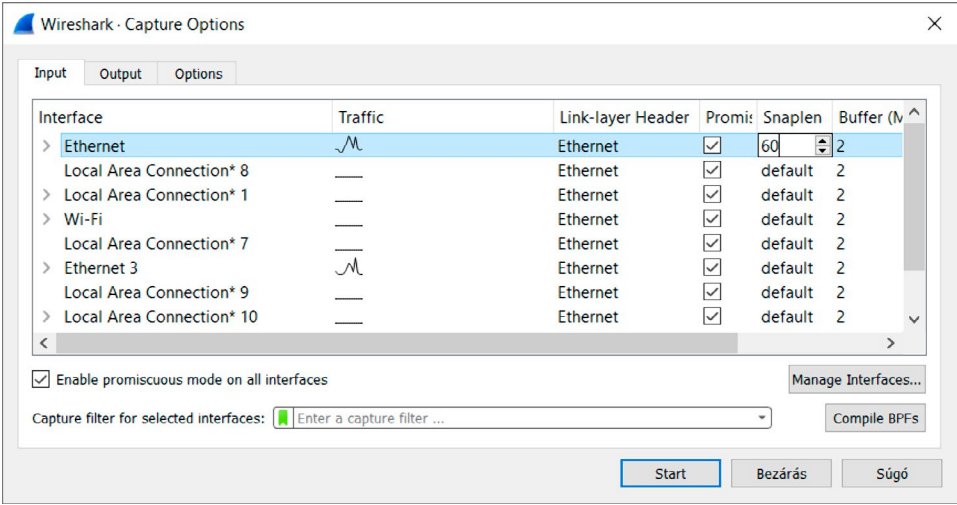 Wireshark · Capture Options
Input Output Options
Interface Traffic Link-layer Header Promis Snaplen Buffer (M
Ethernet Ethernet 60 2
Local Area Connection* 8 Ethernet default 2
Local Area Connection* 1 Ethernet default 2
Wi-Fi Ethernet default 2
Local Area Connection* 7 Ethernet default 2
Ethernet 3 Ethernet default 2
Local Area Connection* 9 Ethernet default 2
Local Area Connection* 10 Ethernet default 2
Enable promiscuous mode on all interfaces Manage Interfaces...
Capture filter for selected interfaces: Enter a capture filter ... Compile BPFs
Start Bezárás Súgó